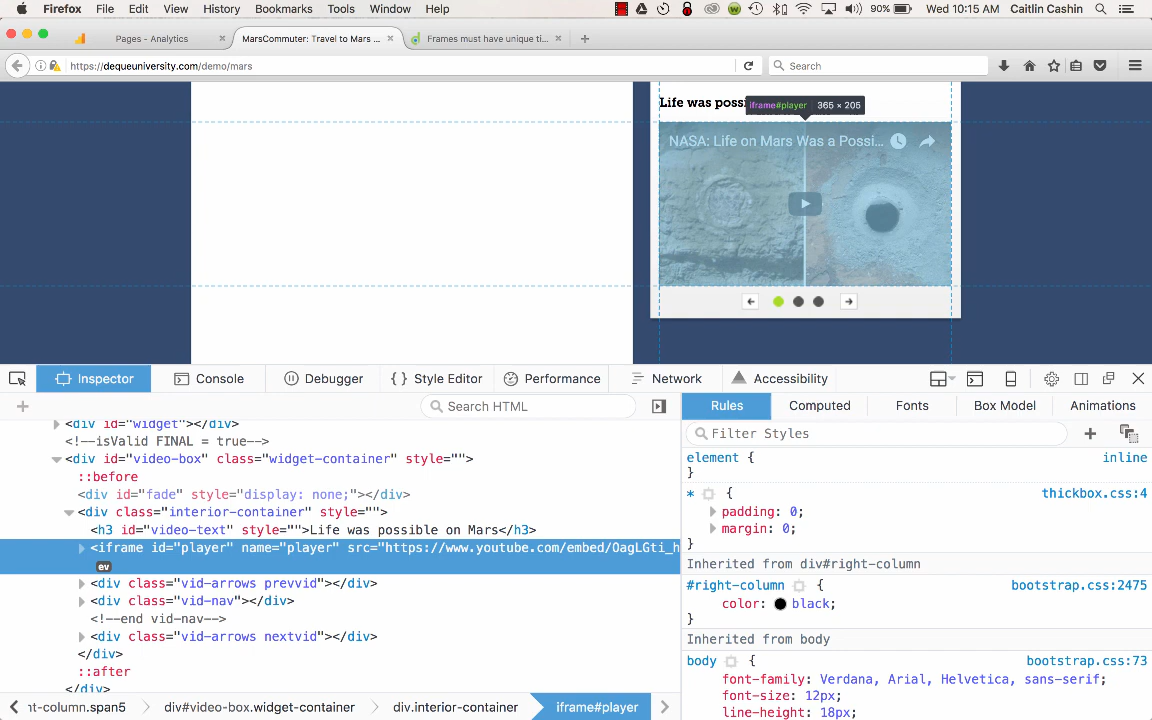 Firefox File Edit View History Bookmarks Tools Window Help 90% Wed 10:15 AM Caitlin Cashin
Pages - Analytics MarsCommuter: Travel to Mars ... Frames must have unique ti...
https://dequeuniversity.com/demo/mars Search
Life was possi
iframe#player 365 × 205
NASA: Life on Mars Was a Possi...
Inspector Console Debugger Style Editor Performance Network Accessibility
Search HTML
Rules Computed Fonts Box Model Animations
<div id="widget"></div>
<!--isValid FINAL = true-->
<div id="video-box" class="widget-container" style="">
::before
<div id="fade" style="display: none;"></div>
<div class="interior-container" style="">
<h3 id="video-text" style="">Life was possible on Mars</h3>
<iframe id="player" name="player" src="https://www.youtube.com/embed/OagLGti_h
ev
<div class="vid-arrows prevvid"></div>
<div class="vid-nav"></div>
<!--end vid-nav-->
<div class="vid-arrows nextvid"></div>
</div>
::after
</div>
nt-column.span5 div#video-box.widget-container div.interior-container iframe#player
Filter Styles
element { inline
}
* { thickbox.css:4
padding: 0;
margin: 0;
}
Inherited from div#right-column
#right-column { bootstrap.css:2475
color: black;
}
Inherited from body
body { bootstrap.css:73
font-family: Verdana, Arial, Helvetica, sans-serif;
font-size: 12px;
line-height: 18px;